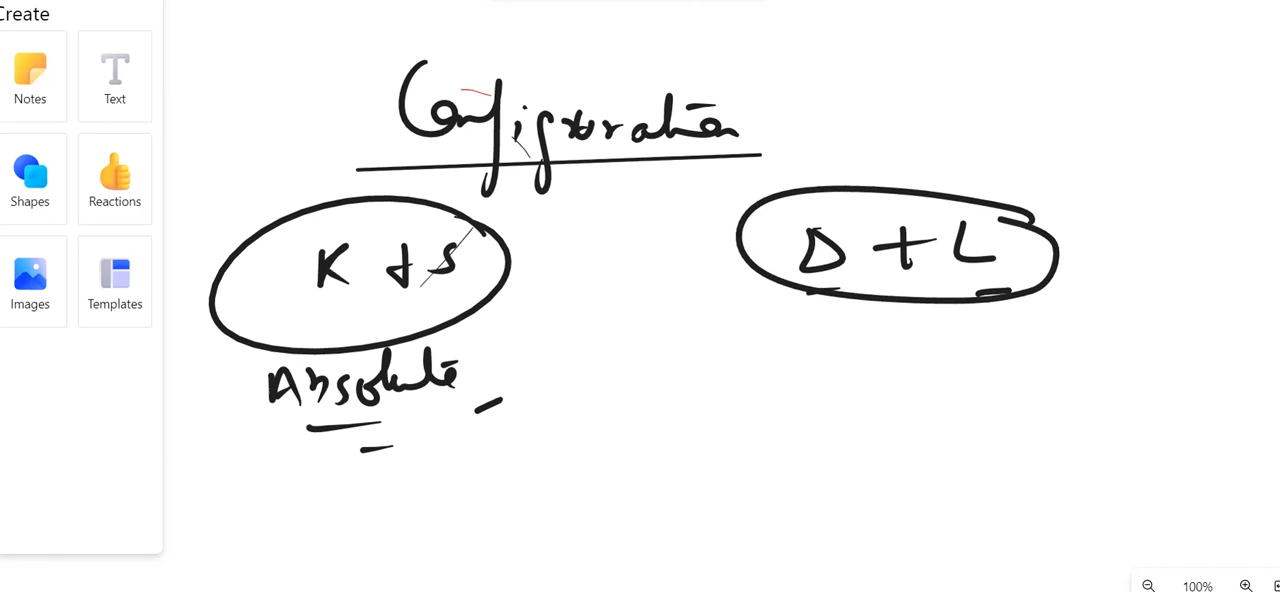 Create
Notes
Text
Configuration
Shapes
Reactions
K + S
D + L
Images
Templates
Absolute
100%